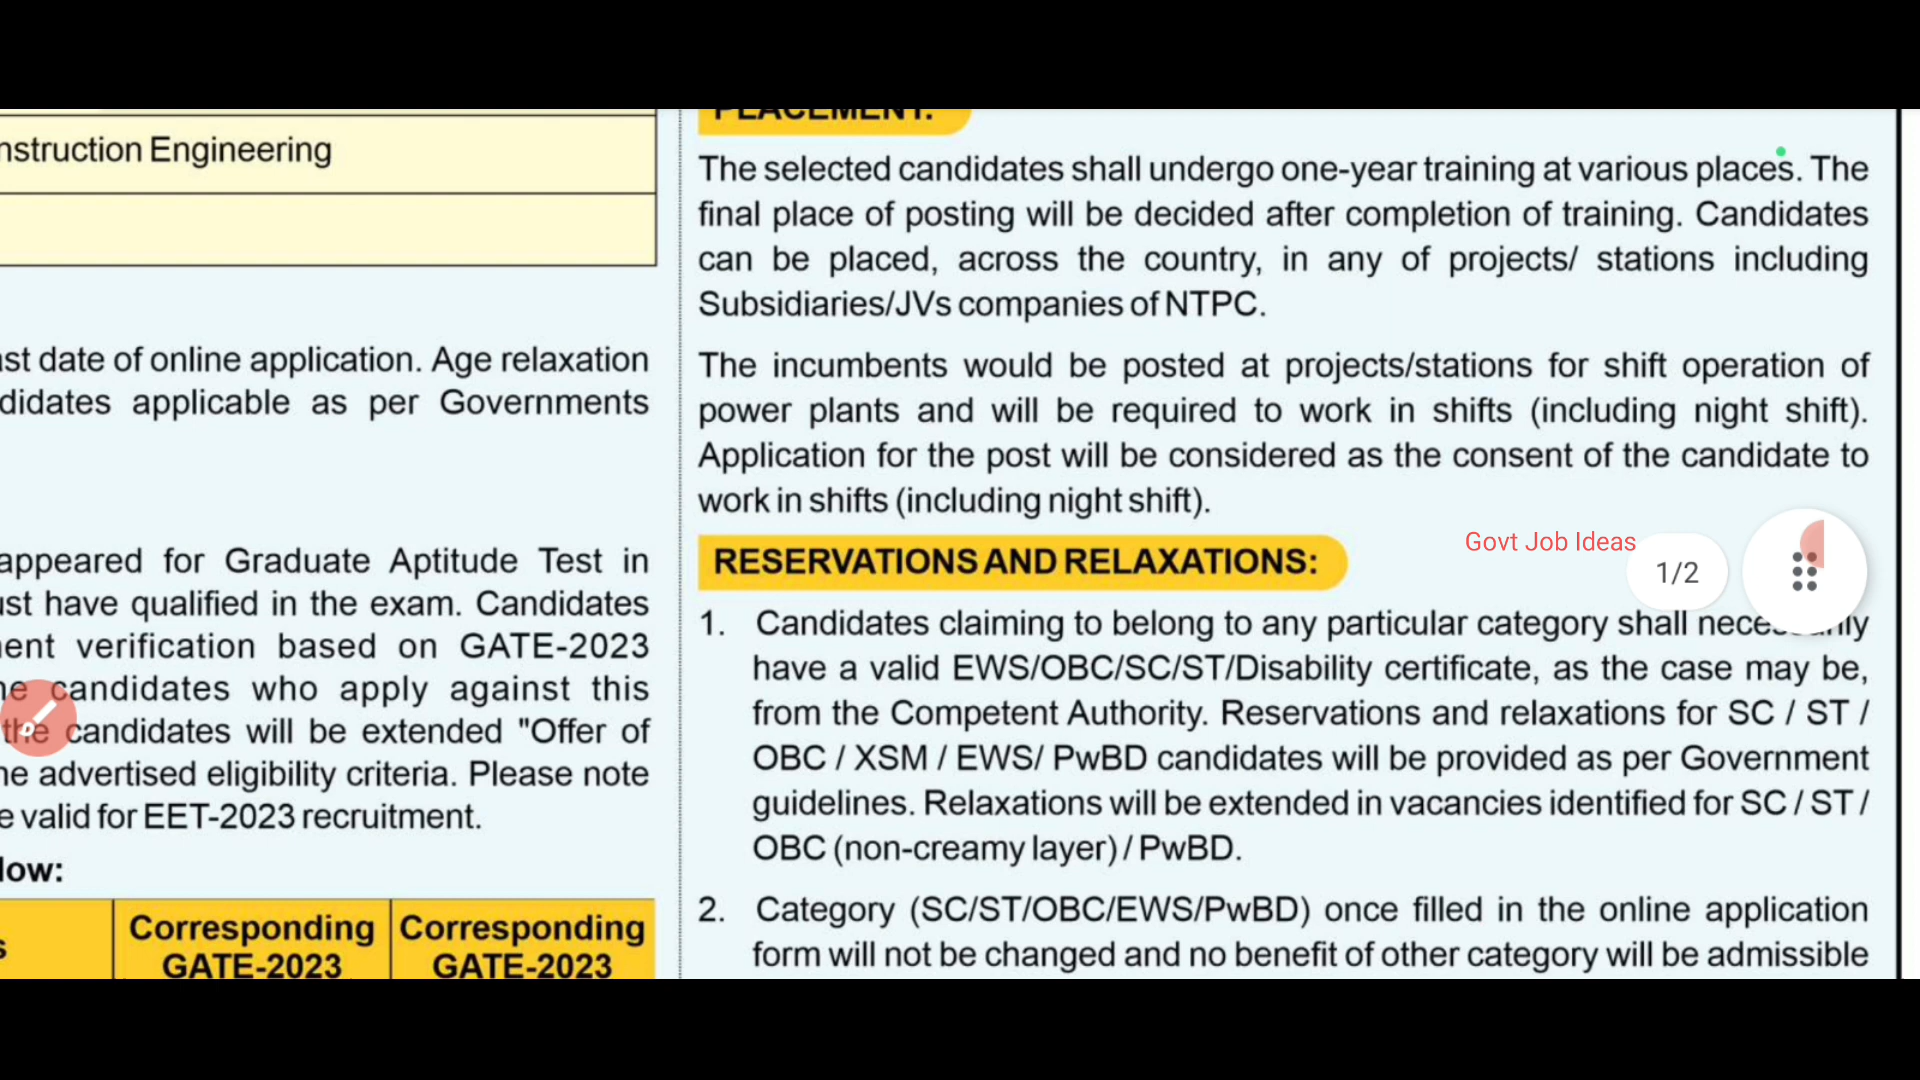 nstruction Engineering
ast date of online application. Age relaxation
didates applicable as per Governments
appeared for Graduate Aptitude Test in
ust have qualified in the exam. Candidates
ent verification based on GATE-2023
he candidates who apply against this
the candidates will be extended "Offer of
he advertised eligibility criteria. Please note
e valid for EET-2023 recruitment.
low:
Corresponding GATE-2023
Corresponding GATE-2023
PLACEMENT:
The selected candidates shall undergo one-year training at various places. The
final place of posting will be decided after completion of training. Candidates
can be placed, across the country, in any of projects/ stations including
Subsidiaries/JVs companies of NTPC.
The incumbents would be posted at projects/stations for shift operation of
power plants and will be required to work in shifts (including night shift).
Application for the post will be considered as the consent of the candidate to
work in shifts (including night shift).
Govt Job Ideas
1/2
RESERVATIONS AND RELAXATIONS:
1. Candidates claiming to belong to any particular category shall
have a valid EWS/OBC/SC/ST/Disability certificate, as the case may be,
from the Competent Authority. Reservations and relaxations for SC / ST /
OBC / XSM / EWS/ PwBD candidates will be provided as per Government
guidelines. Relaxations will be extended in vacancies identified for SC / ST /
OBC (non-creamy layer) / PwBD.
2. Category (SC/ST/OBC/EWS/PwBD) once filled in the online application
form will not be changed and no benefit of other category will be admissible